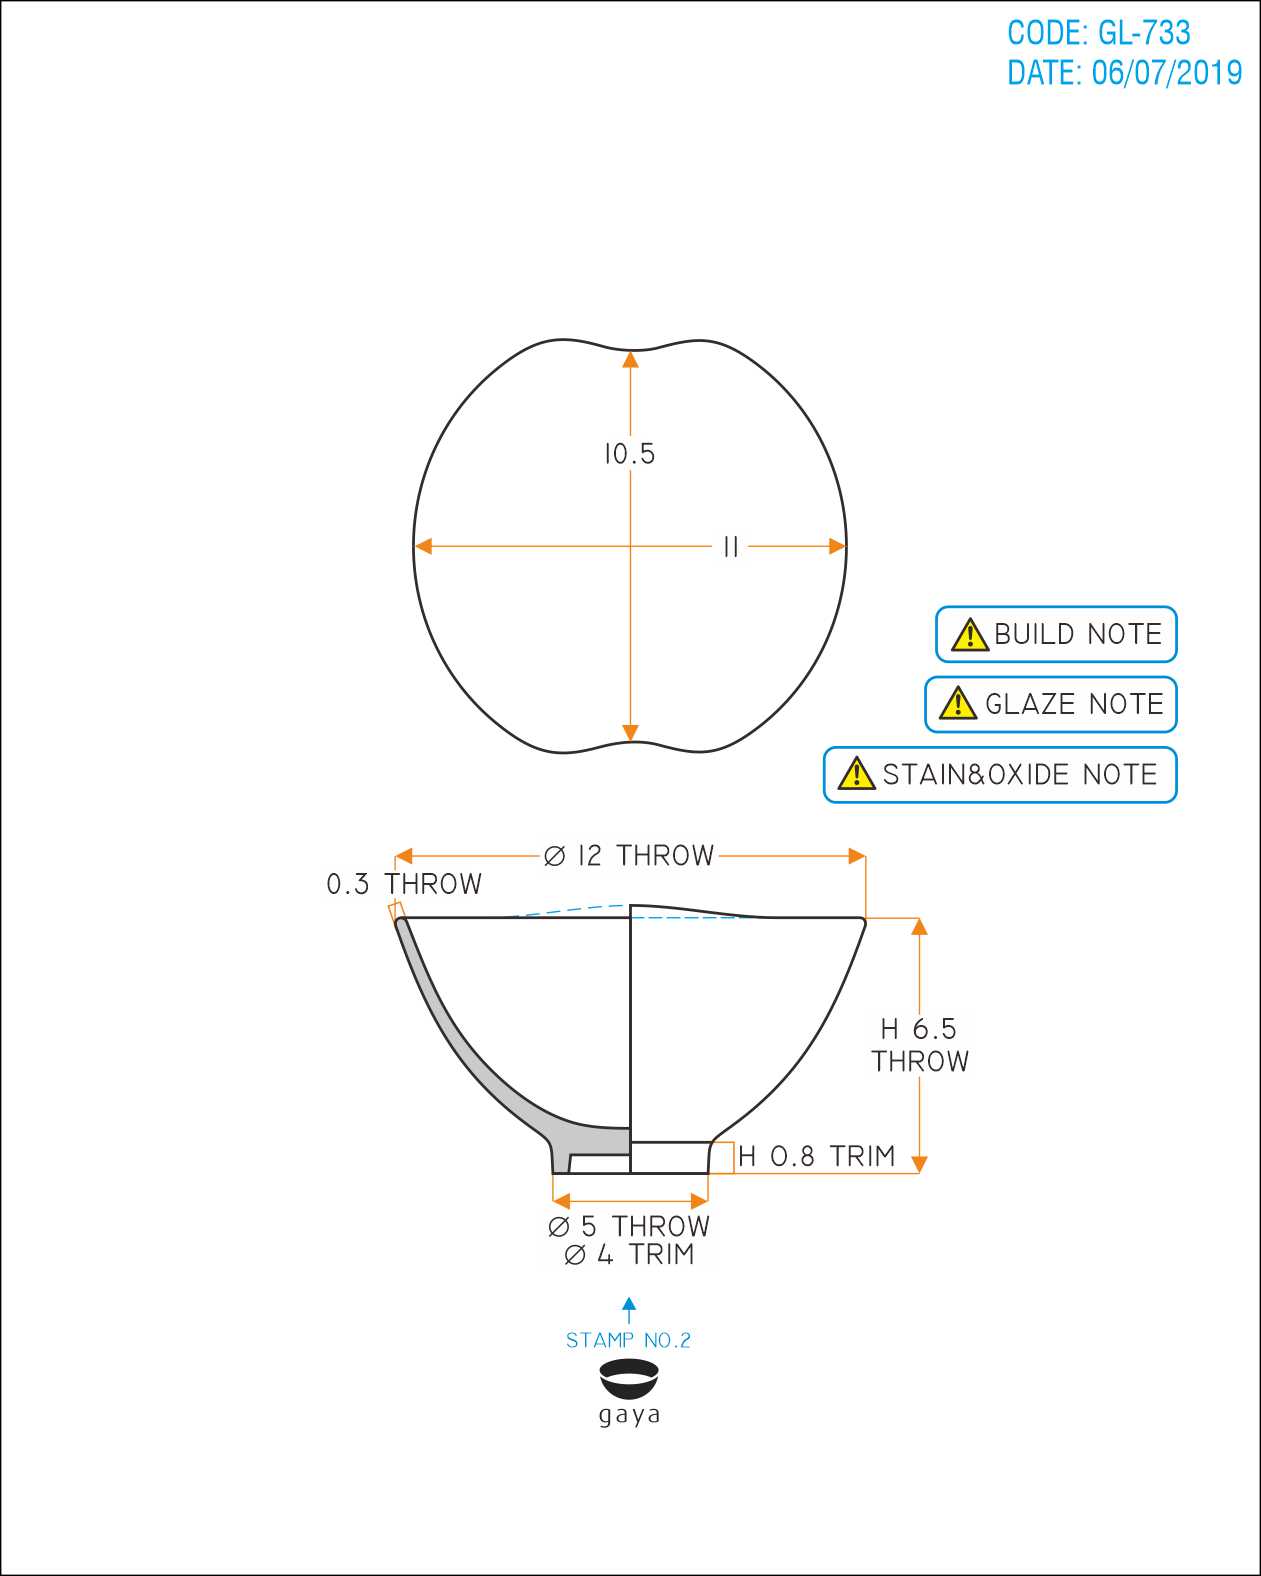 CODE: GL-733
DATE: 06/07/2019
10.5
11
BUILD NOTE
GLAZE NOTE
STAIN&OXIDE NOTE
Ø 12 THROW
0.3 THROW
H 6.5
THROW
H 0.8 TRIM
Ø 5 THROW
Ø 4 TRIM
STAMP NO.2
gaya